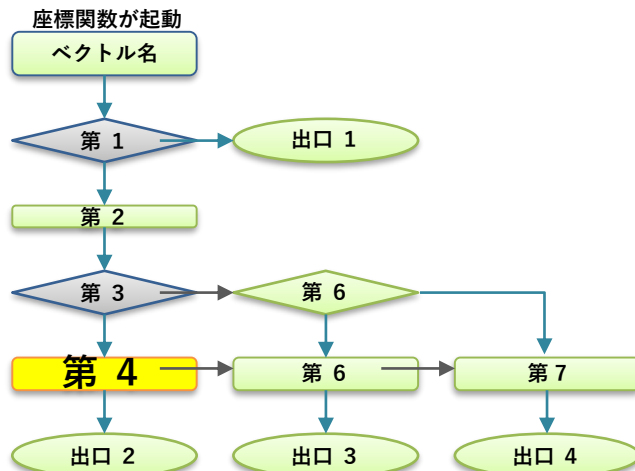 座標関数が起動
ベクトル名
第 1
出口 1
第 2
第 3
第 6
第 4
第 6
第７
出口 2
出口 3
出口 4